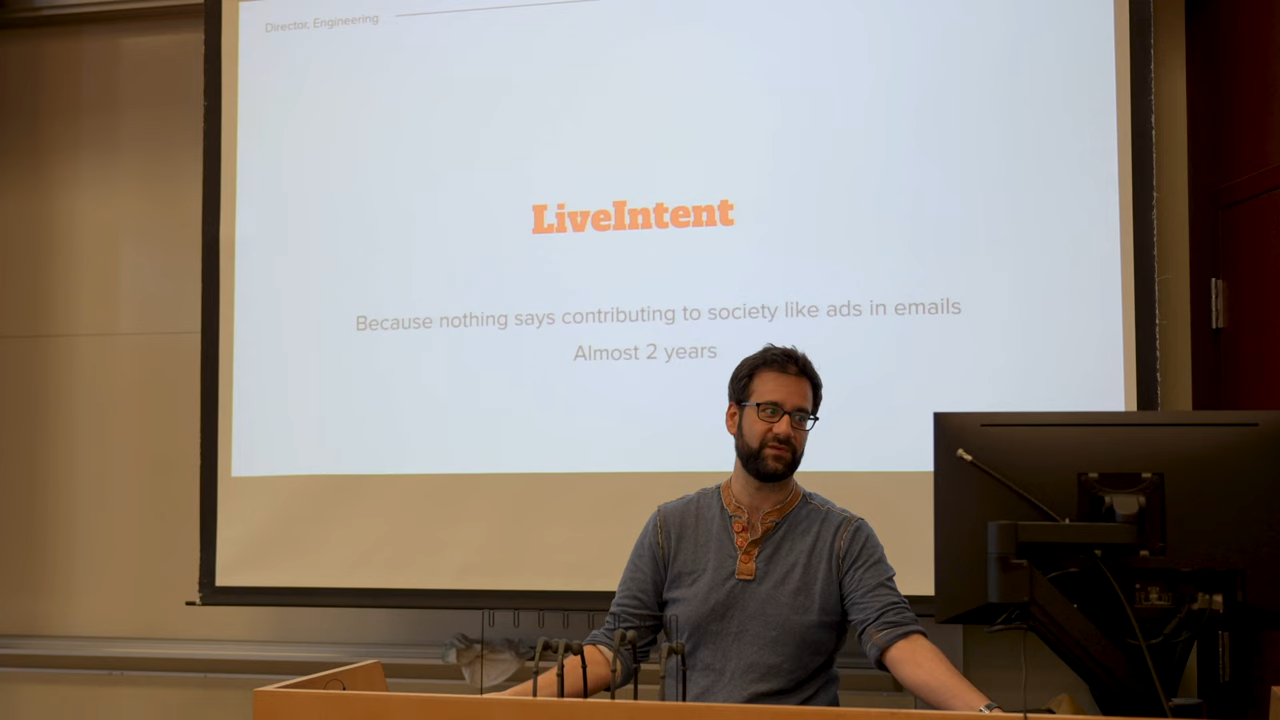 Director, Engineering
LiveIntent
Because nothing says contributing to society like ads in emails
Almost 2 years